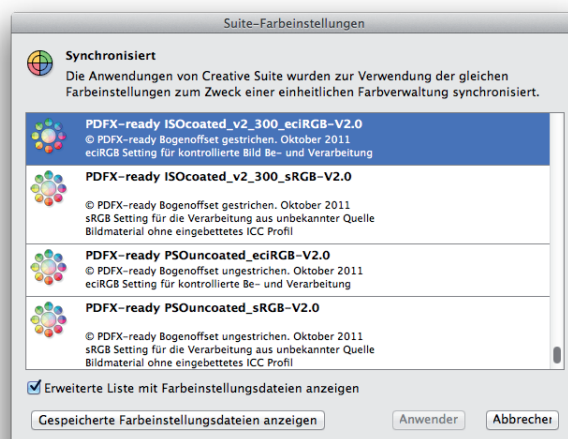 Suite-Farbeinstellungen
Synchronisiert
Die Anwendungen von Creative Suite wurden zur Verwendung der gleichen
Farbeinstellungen zum Zweck einer einheitlichen Farbverwaltung synchronisiert.
PDFX-ready ISOcoated_v2_300_eciRGB-V2.0
© PDFX-ready Bogenoffset gestrichen. Oktober 2011
eciRGB Setting für kontrollierte Bild Be- und Verarbeitung
PDFX-ready ISOcoated_v2_300_sRGB-V2.0
© PDFX-ready Bogenoffset gestrichen. Oktober 2011
sRGB Setting für die Verarbeitung aus unbekannter Quelle
Bildmaterial ohne eingebettetes ICC Profil
PDFX-ready PSOuncoated_eciRGB-V2.0
© PDFX-ready Bogenoffset ungestrichen. Oktober 2011
eciRGB Setting für kontrollierte Be- und Verarbeitung
PDFX-ready PSOuncoated_sRGB-V2.0
© PDFX-ready Bogenoffset ungestrichen. Oktober 2011
sRGB Setting für die Verarbeitung aus unbekannter Quelle
Bildmaterial ohne eingebettetes ICC Profil
Erweiterte Liste mit Farbeinstellungsdateien anzeigen
Gespeicherte Farbeinstellungsdateien anzeigen Anwender Abbrecher